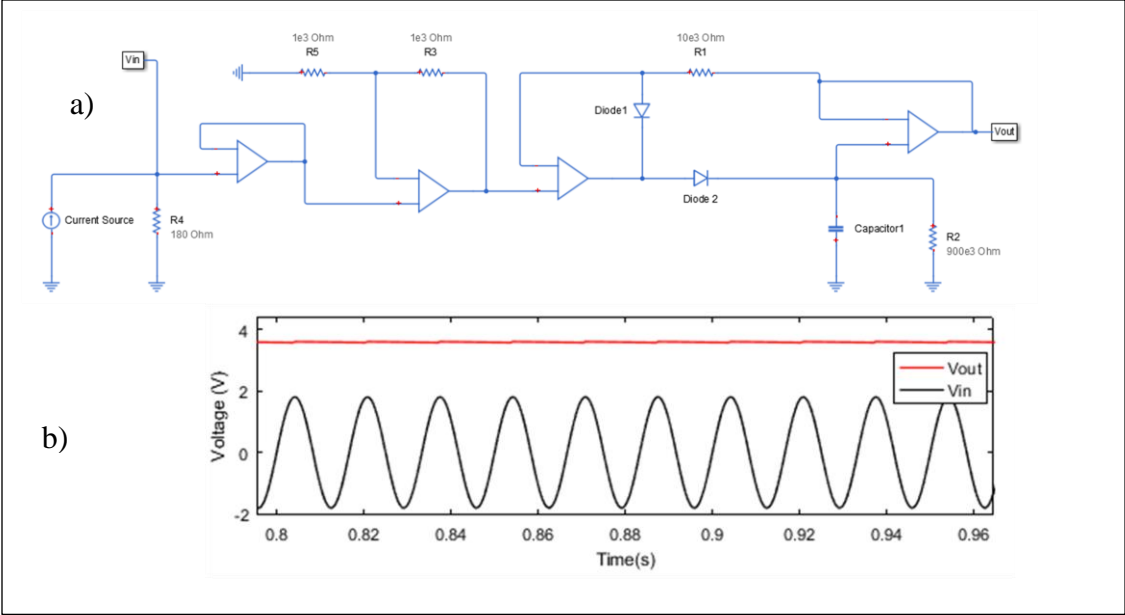 a)
Vin
1e3 Ohm
R5
1e3 Ohm
R3
10e3 Ohm
R1
Diode1
Diode 2
Vout
Current Source
R4
180 Ohm
Capacitor1
R2
900e3 Ohm
b)
Voltage (V)
4
2
0
-2
Vout
Vin
0.8 0.82 0.84 0.86 0.88 0.9 0.92 0.94 0.96
Time(s)